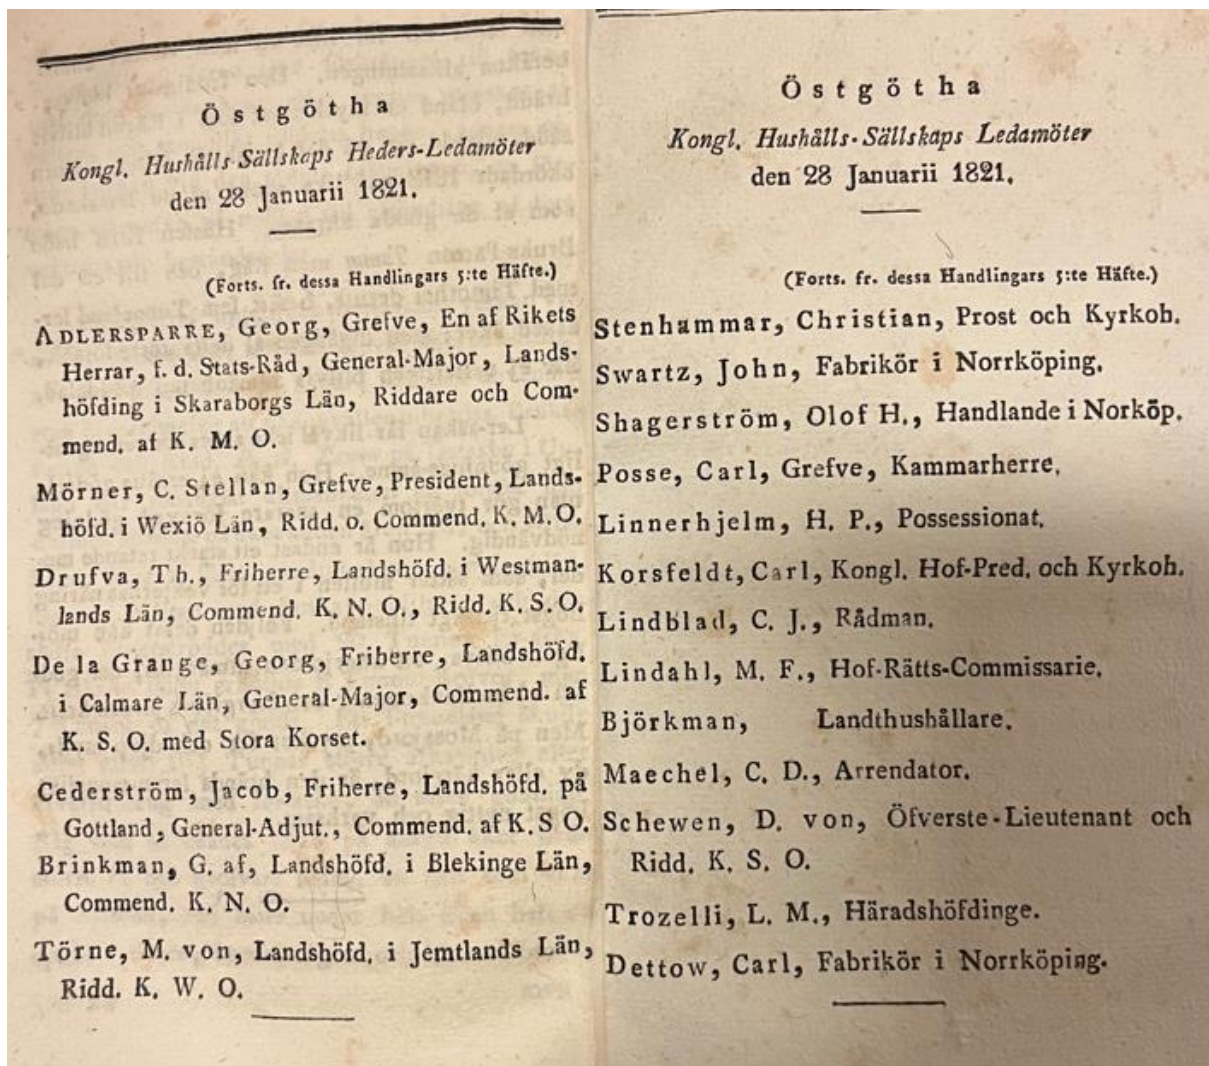 Östgötha
Kongl. Hushålls-Sällskaps Heders-Ledamöter
den 28 Januarii 1821.
(Forts. fr. dessa Handlingars 5:te Häfte.)
ADLERSPARRE, Georg, Grefve, En af Rikets
Herrar, f. d. Stats-Råd, General-Major, Lands-
höfding i Skaraborgs Län, Riddare och Com-
mend. af K. M. O.
Mörner, C. Stellan, Grefve, President, Lands-
höfd. i Wexiö Län, Ridd. o. Commend. K. M. O.
Drufva, Th., Friherre, Landshöfd. i Westman-
lands Län, Commend. K. N. O., Ridd. K. S. O.
De la Grange, Georg, Friherre, Landshöfd.
i Calmare Län, General-Major, Commend. af
K. S. O. med Stora Korset.
Cederström, Jacob, Friherre, Landshöfd. på
Gottland, General-Adjut., Commend. af K. S O.
Brinkman, G. af, Landshöfd. i Blekinge Län,
Commend. K. N. O.
Törne, M. von, Landshöfd. i Jemtlands Län,
Ridd. K. W. O.
Östgötha
Kongl. Hushålls-Sällskaps Ledamöter
den 28 Januarii 1821.
(Forts. fr. dessa Handlingars 5:te Häfte.)
Stenhammar, Christian, Prost och Kyrkoh.
Swartz, John, Fabrikör i Norrköping.
Shagerström, Olof H., Handlande i Norköp.
Posse, Carl, Grefve, Kammarherre.
Linnerhjelm, H. P., Possessionat.
Korsfeldt, Carl, Kongl. Hof-Pred. och Kyrkoh.
Lindblad, C. J., Rådman.
Lindahl, M. F., Hof-Rätts-Commissarie.
Björkman, Landthushållare.
Maechel, C. D., Arrendator.
Schewen, D. von, Öfverste-Lieutenant och
Ridd. K. S. O.
Trozelli, L. M., Häradshöfdinge.
Dettow, Carl, Fabrikör i Norrköping.